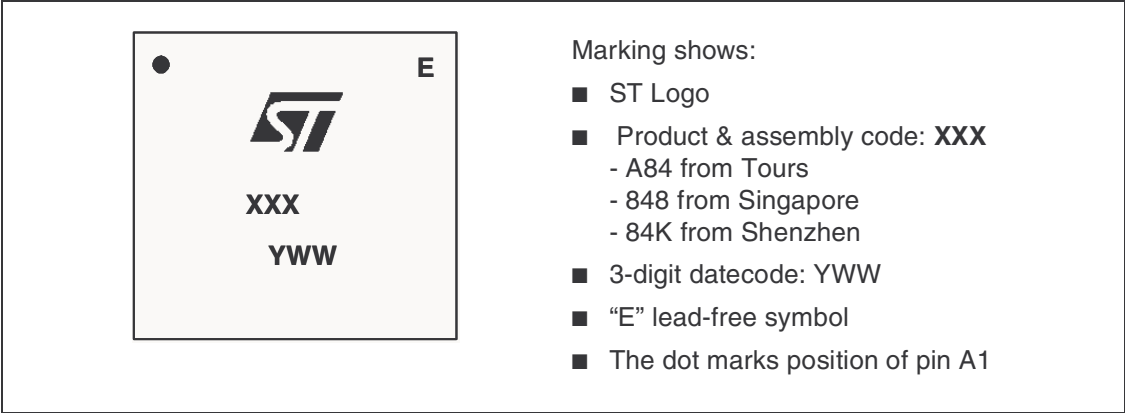 E
ST
XXX
YWW
Marking shows:
■ ST Logo
■ Product & assembly code: XXX
- A84 from Tours
- 848 from Singapore
- 84K from Shenzhen
■ 3-digit datecode: YWW
■ “E” lead-free symbol
■ The dot marks position of pin A1